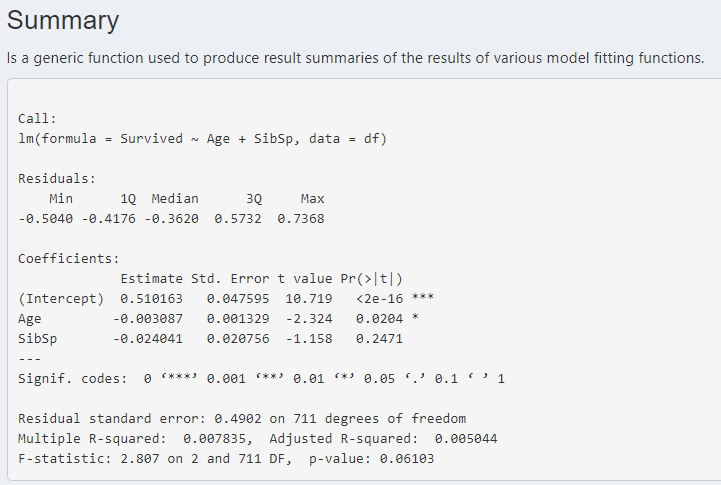 Summary
Is a generic function used to produce result summaries of the results of various model fitting functions.
Call:
lm(formula = Survived ~ Age + SibSp, data = df)
Residuals:
    Min      1Q  Median      3Q     Max
-0.5040 -0.4176 -0.3620  0.5732  0.7368
Coefficients:
             Estimate Std. Error t value Pr(>|t|)
(Intercept)  0.510163   0.047595  10.719   <2e-16 ***
Age         -0.003087   0.001329  -2.324   0.0204 *
SibSp       -0.024041   0.020756  -1.158   0.2471
---
Signif. codes:  0 ‘***’ 0.001 ‘**’ 0.01 ‘*’ 0.05 ‘.’ 0.1 ‘ ’ 1
Residual standard error: 0.4902 on 711 degrees of freedom
Multiple R-squared:  0.007835,  Adjusted R-squared:  0.005044
F-statistic: 2.807 on 2 and 711 DF,  p-value: 0.06103